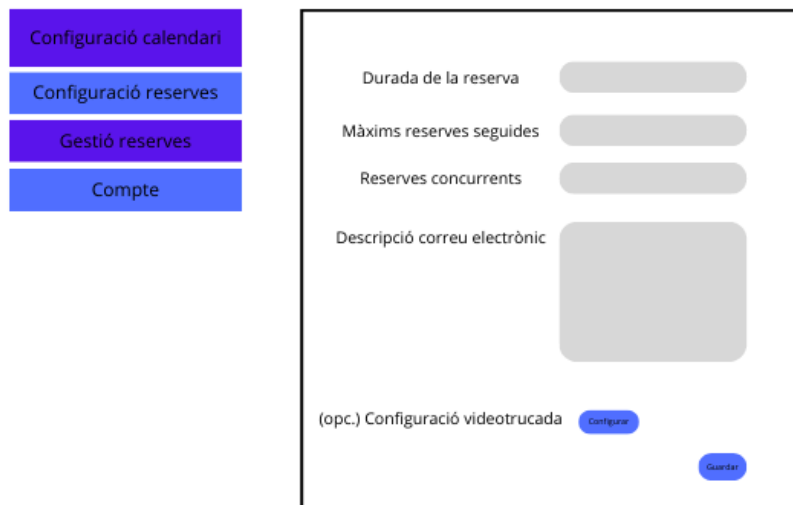 Configuració calendari
Configuració reserves
Gestió reserves
Compte
Durada de la reserva
Màxims reserves seguides
Reserves concurrents
Descripció correu electrònic
(opc.) Configuració videotrucada
Configurar
Guardar